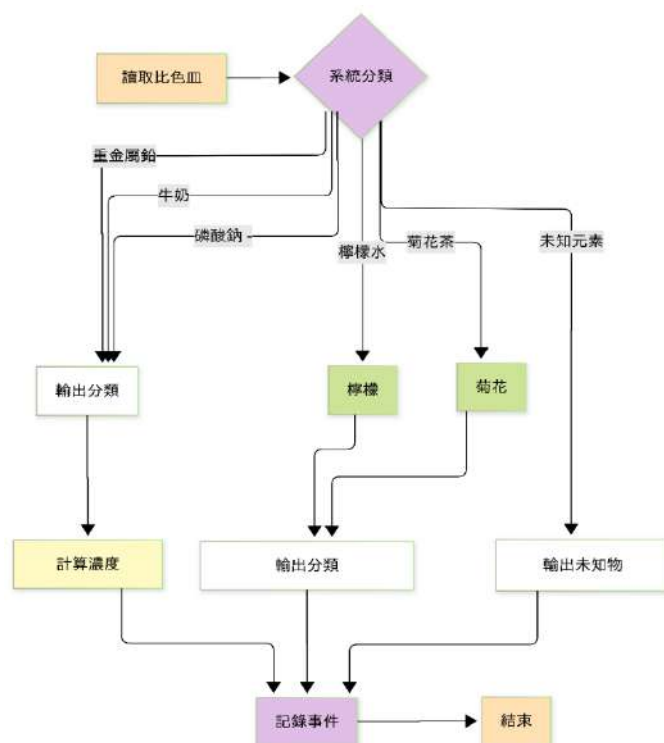 讀取比色皿
系統分類
重金屬鉛
牛奶
磷酸鈉
檸檬水
菊花茶
未知元素
輸出分類
檸檬
菊花
計算濃度
輸出分類
輸出未知物
記錄事件
結束